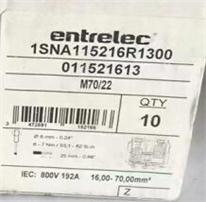 entrelec
1SNA115216R1300
011521613
M70/22
QTY
10
IEC: 800V 192A 16,00- 70,00mm²
Z